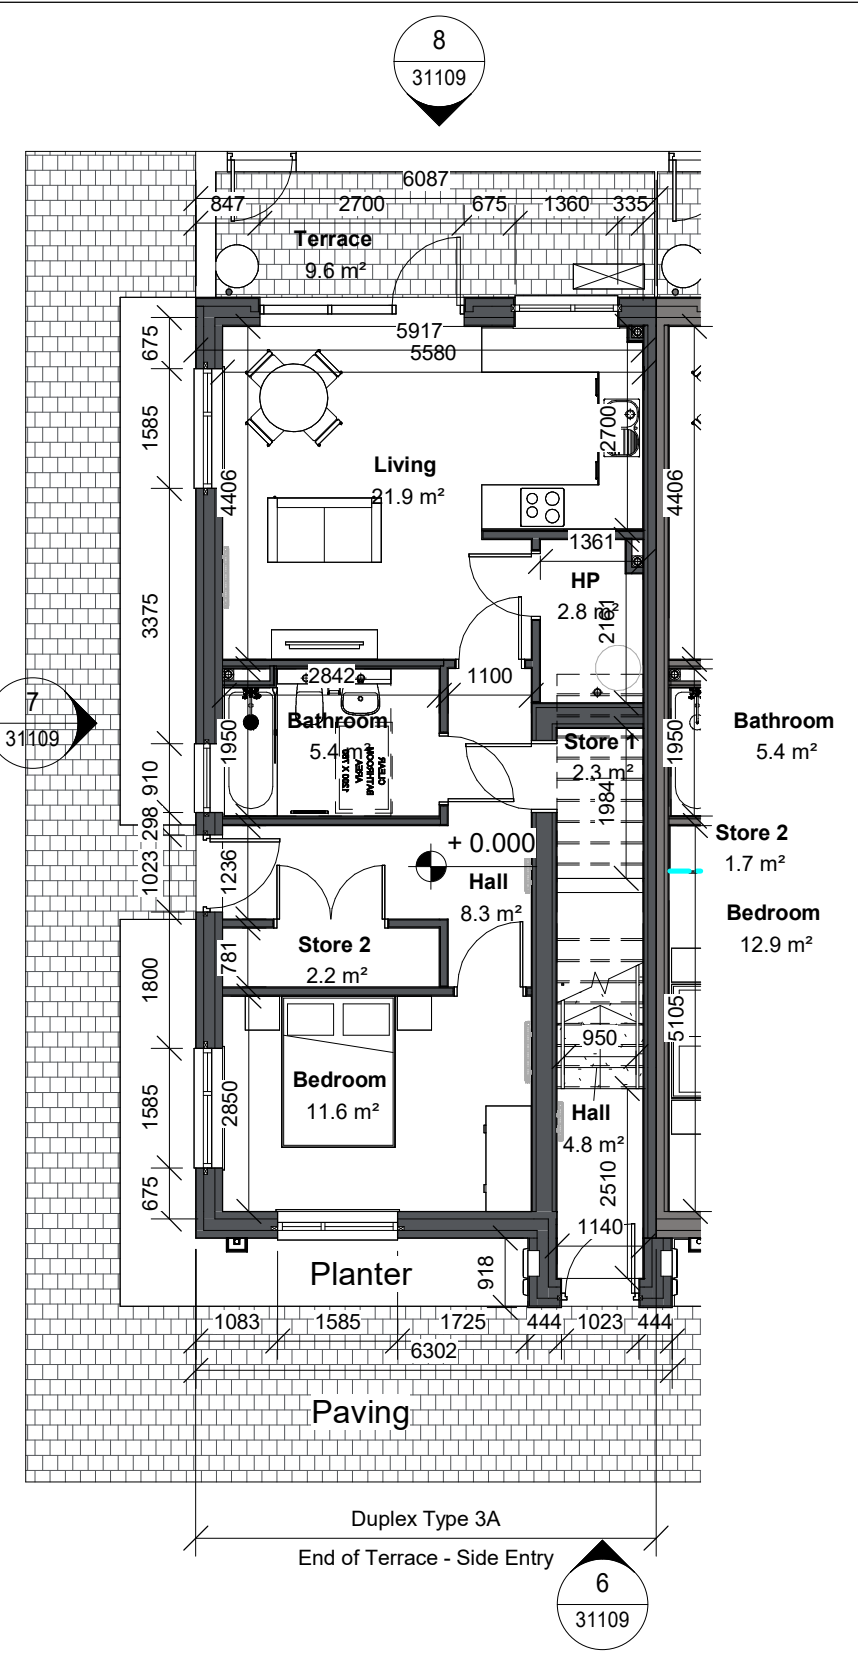 8
31109
6087
847
2700
675
1360
335
Terrace
9.6 m²
5917
5580
675
1585
4406
3375
Living
21.9 m²
2700
4406
1361
HP
2.8 m²
2161
2842
1100
7
31109
Bathroom
5.4 m²
1950
CLEAR
BATHROOM
AREA
1250 X 750
Store 1
2.3 m²
1984
1950
Bathroom
5.4 m²
910
298
1023
1236
+ 0.000
Hall
8.3 m²
Store 2
1.7 m²
Bedroom
12.9 m²
Store 2
2.2 m²
781
1800
950
5105
Bedroom
11.6 m²
2850
1585
675
Hall
4.8 m²
2510
1140
918
Planter
1083
1585
1725
444
1023
444
6302
Paving
Duplex Type 3A
End of Terrace - Side Entry
6
31109